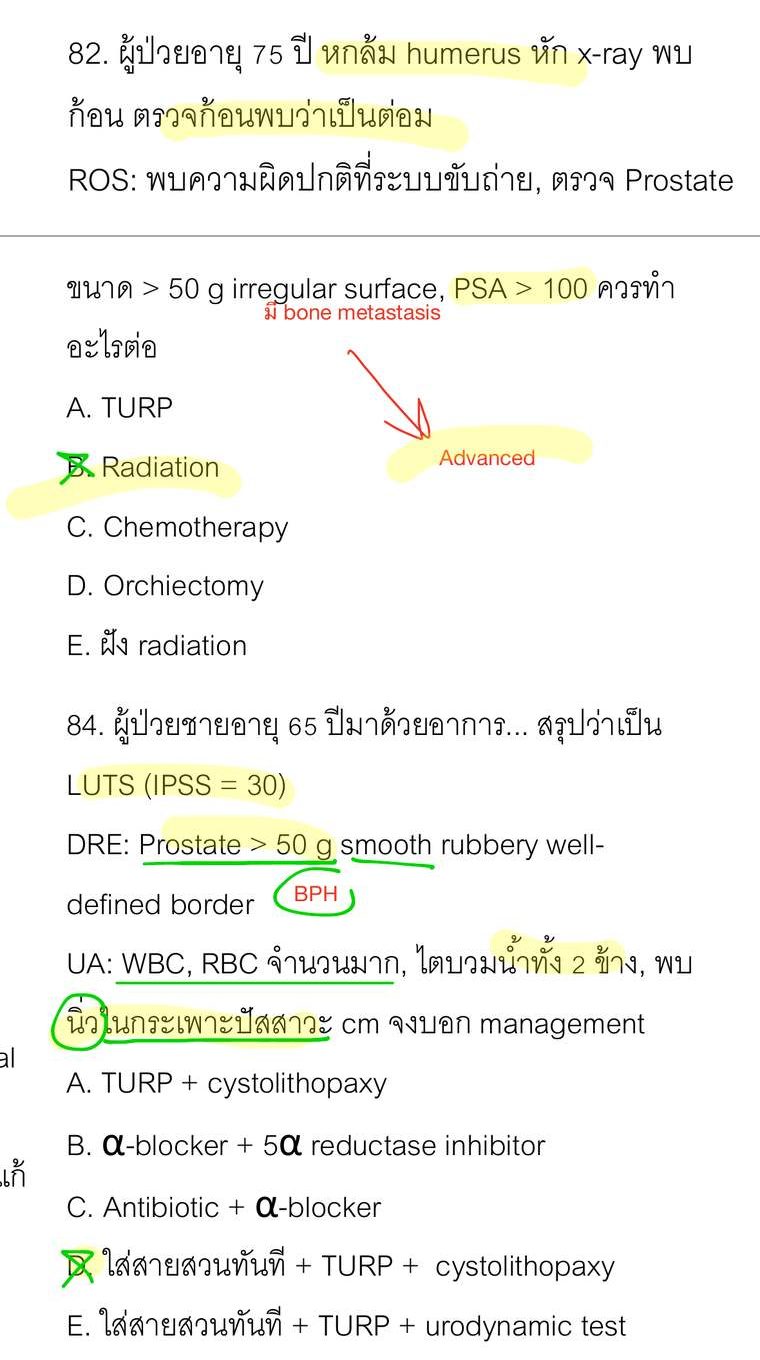 82. ผู้ป่วยอายุ 75 ปี หกล้ม humerus หัก x-ray พบ
ก้อน ตรวจก้อนพบว่าเป็นต่อม
ROS: พบความผิดปกติที่ระบบขับถ่าย, ตรวจ Prostate
ขนาด > 50 g irregular surface, PSA > 100 ควรทำ
มี bone metastasis
อะไรต่อ
A. TURP
Advanced
B. Radiation
C. Chemotherapy
D. Orchiectomy
E. ฝัง radiation
84. ผู้ป่วยชายอายุ 65 ปีมาด้วยอาการ... สรุปว่าเป็น
LUTS (IPSS = 30)
DRE: Prostate > 50 g smooth rubbery well-
defined border
BPH
UA: WBC, RBC จำนวนมาก, ไตบวมน้ำทั้ง 2 ข้าง, พบ
นิ่วในกระเพาะปัสสาวะ cm จงบอก management
al
A. TURP + cystolithopaxy
B. α-blocker + 5α reductase inhibitor
แก้
C. Antibiotic + α-blocker
D. ใส่สายสวนทันที + TURP + cystolithopaxy
E. ใส่สายสวนทันที + TURP + urodynamic test